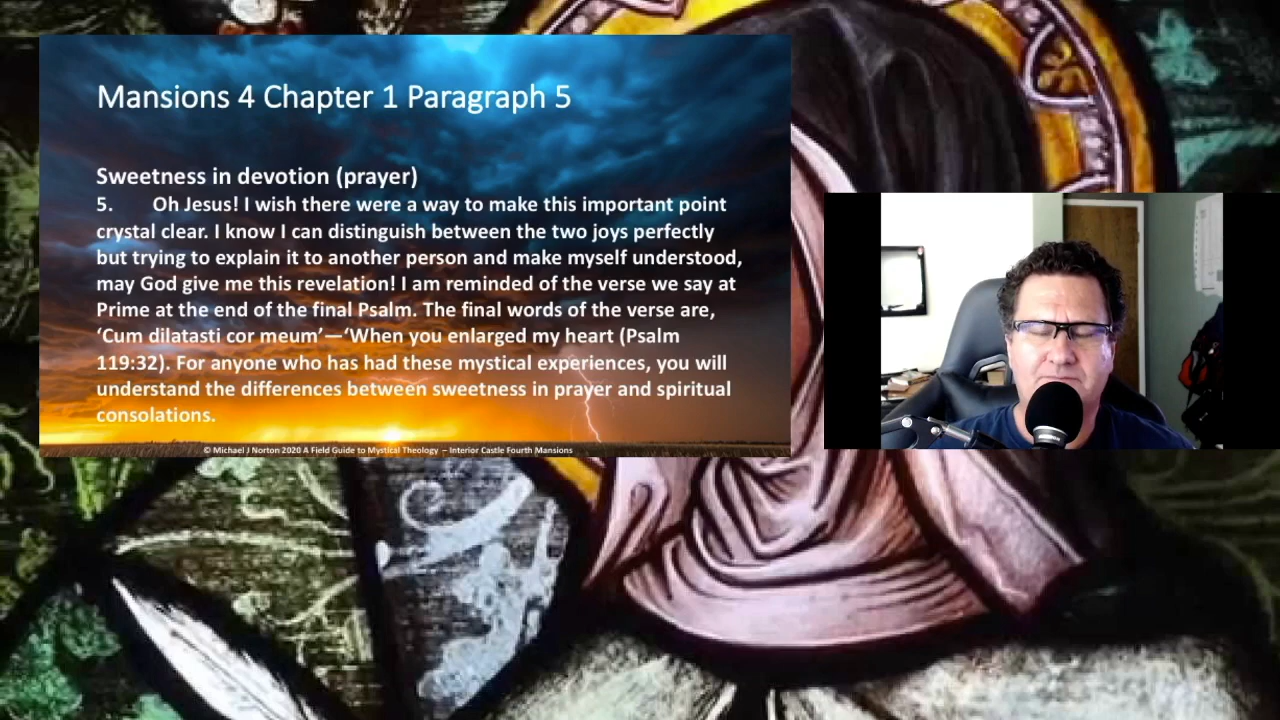 Mansions 4 Chapter 1 Paragraph 5
Sweetness in devotion (prayer)
5. Oh Jesus! I wish there were a way to make this important point
crystal clear. I know I can distinguish between the two joys perfectly
but trying to explain it to another person and make myself understood,
may God give me this revelation! I am reminded of the verse we say at
Prime at the end of the final Psalm. The final words of the verse are,
‘Cum dilatasti cor meum’—‘When you enlarged my heart (Psalm
119:32). For anyone who has had these mystical experiences, you will
understand the differences between sweetness in prayer and spiritual
consolations.
© Michael J Norton 2020 A Field Guide to Mystical Theology – Interior Castle Fourth Mansions